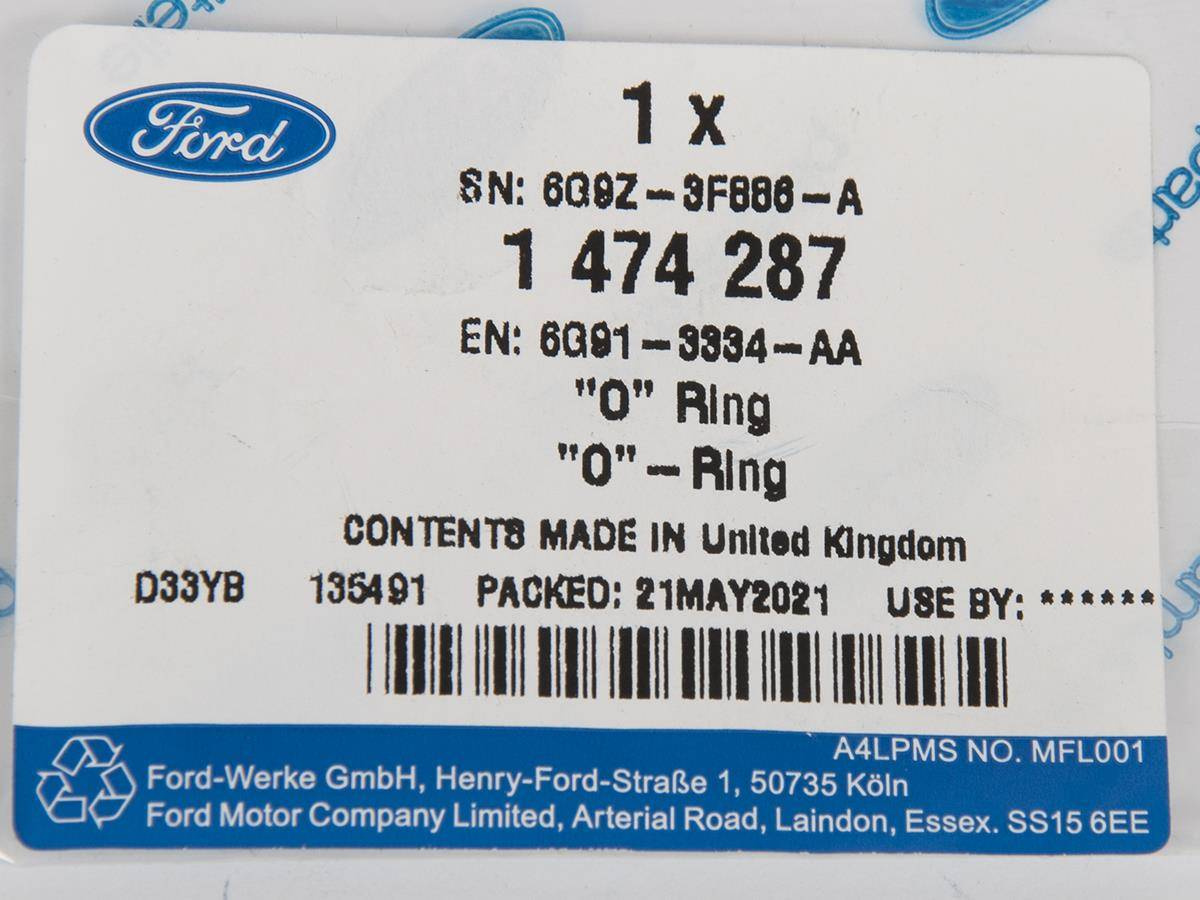 Ford
1 x
SN: 6G9Z-3F886-A
1 474 287
EN: 6G91-3334-AA
"O" Ring
"O"-Ring
CONTENTS MADE IN United Kingdom
D33YB 135491 PACKED: 21MAY2021 USE BY: ******
A4LPMS NO. MFL001
Ford-Werke GmbH, Henry-Ford-Straße 1, 50735 Köln
Ford Motor Company Limited, Arterial Road, Laindon, Essex. SS15 6EE